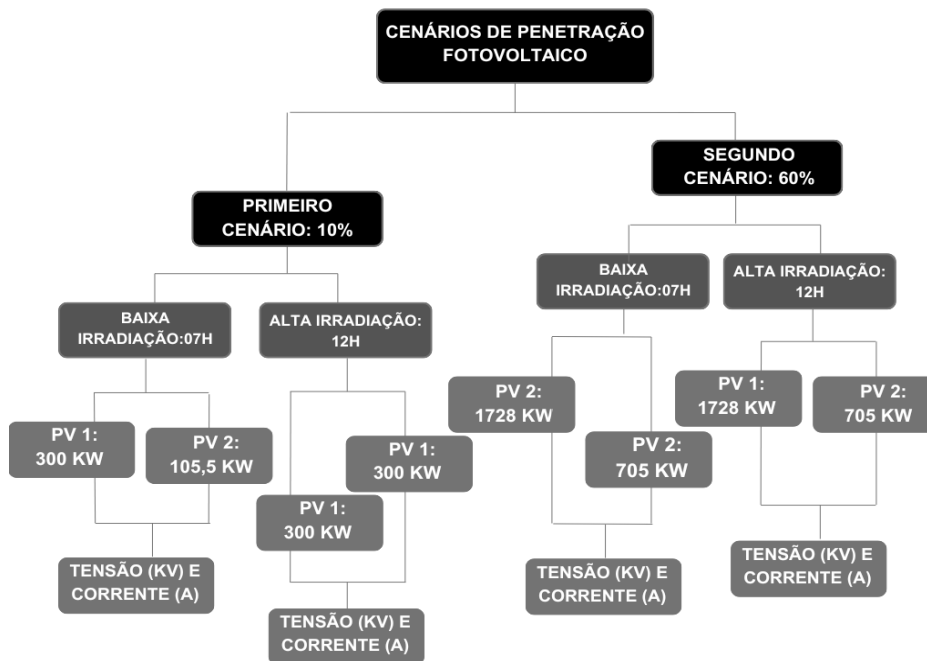 CENÁRIOS DE PENETRAÇÃO
FOTOVOLTAICO
PRIMEIRO
CENÁRIO: 10%
BAIXA
IRRADIAÇÃO:07H
PV 1:
300 KW
PV 2:
105,5 KW
TENSÃO (KV) E
CORRENTE (A)
ALTA IRRADIAÇÃO:
12H
PV 1:
300 KW
PV 1:
300 KW
TENSÃO (KV) E
CORRENTE (A)
SEGUNDO
CENÁRIO: 60%
BAIXA
IRRADIAÇÃO:07H
PV 2:
1728 KW
PV 2:
705 KW
TENSÃO (KV) E
CORRENTE (A)
ALTA IRRADIAÇÃO:
12H
PV 1:
1728 KW
PV 2:
705 KW
TENSÃO (KV) E
CORRENTE (A)